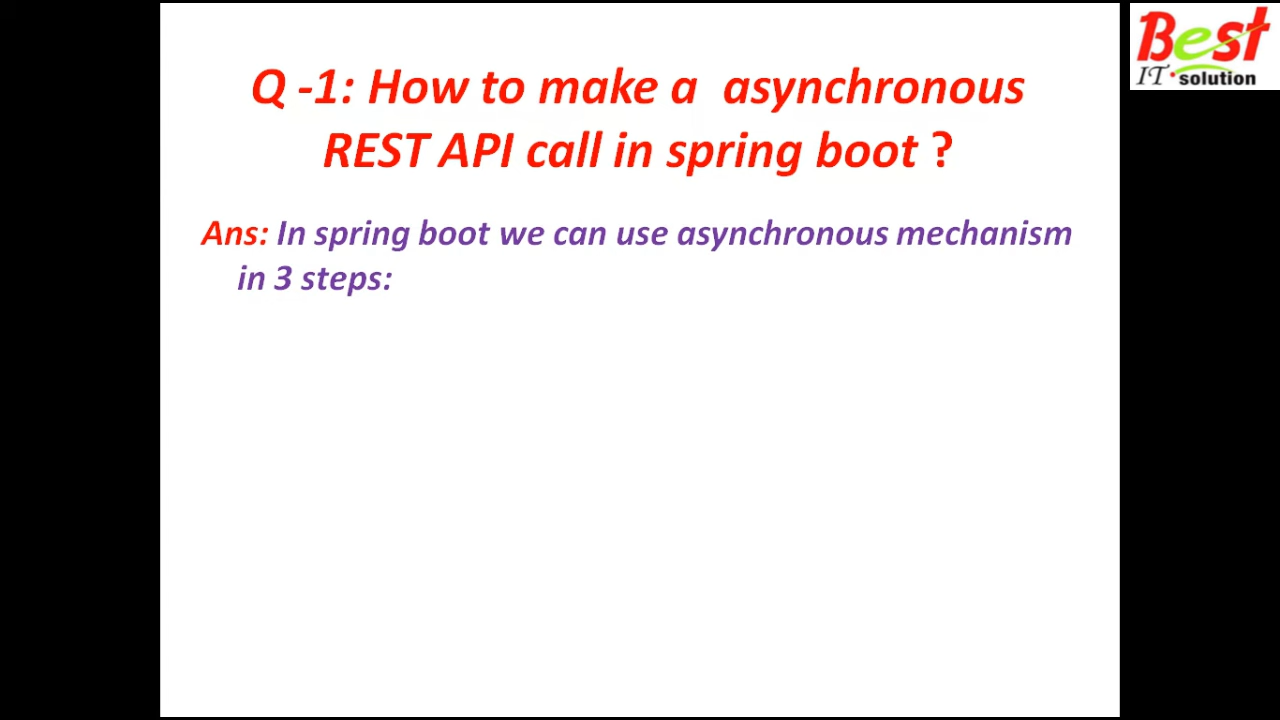 Best
IT solution
Q -1: How to make a asynchronous
REST API call in spring boot ?
Ans: In spring boot we can use asynchronous mechanism
in 3 steps: